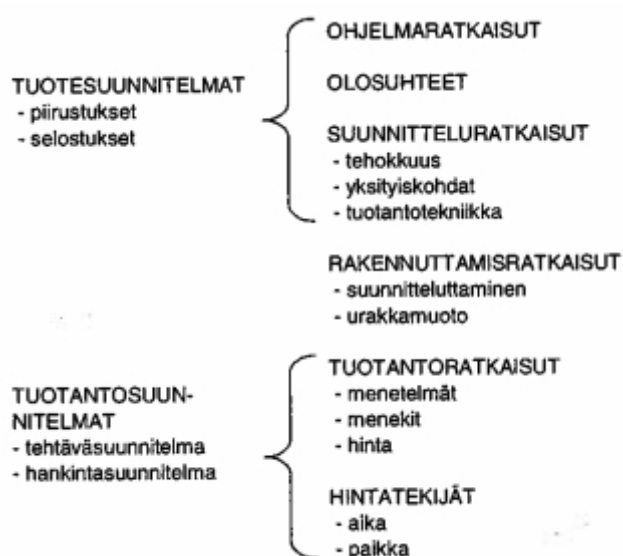 TUOTESUUNNITELMAT
- piirustukset
- selostukset
OHJELMARATKAISUT
OLOSUHTEET
SUUNNITTELURATKAISUT
- tehokkuus
- yksityiskohdat
- tuotantotekniikka
RAKENNUTTAMISRATKAISUT
- suunnitteluttaminen
- urakkamuoto
TUOTANTOSUUN-
NITELMAT
- tehtäväsuunnitelma
- hankintasuunnitelma
TUOTANTORATKAISUT
- menetelmät
- menekit
- hinta
HINTATEKIJÄT
- aika
- paikka